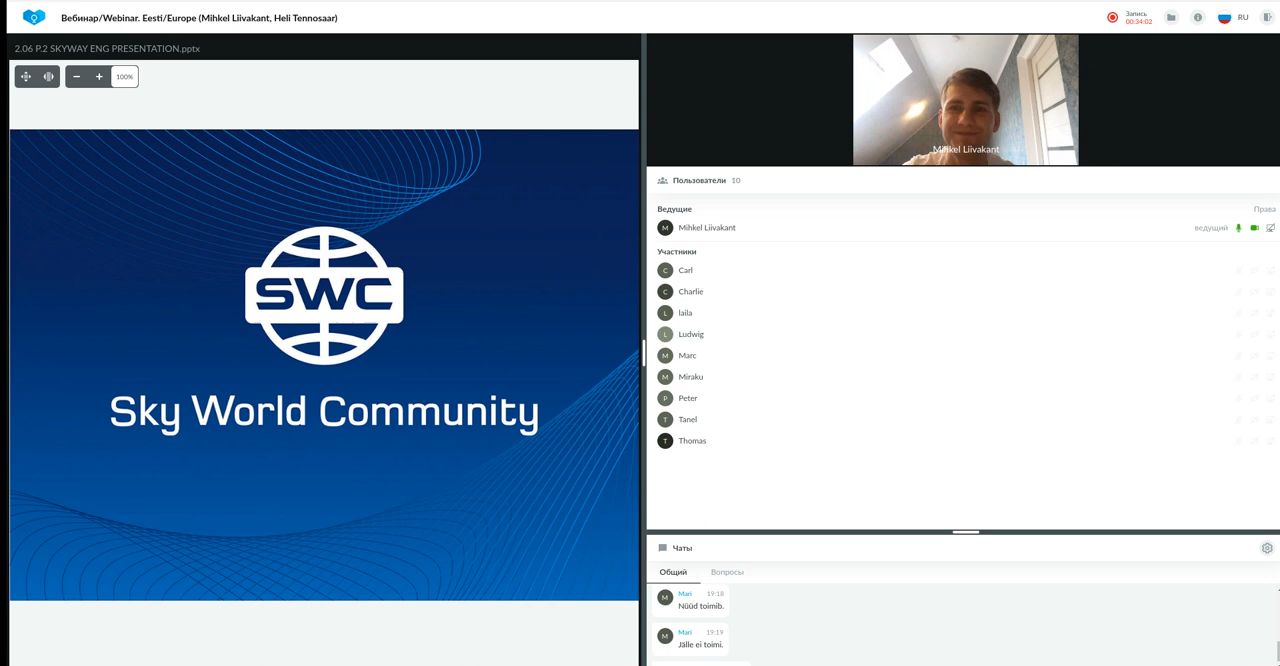 Вебинар/Webinar. Eesti/Europe (Mihkel Liivakant, Heli Tennosaar)
Запись
00:34:02
RU
2.06 P.2 SKYWAY ENG PRESENTATION.pptx
100%
SWC
Sky World Community
Mihkel Liivakant
Пользователи 10
Ведущие Права
M Mihkel Liivakant ведущий
Участники
C Carl
C Charlie
L laila
L Ludwig
M Marc
M Miraku
P Peter
T Tanel
T Thomas
Чаты
Общий Вопросы
M Mari 19:18
Nüüd toimib.
M Mari 19:19
Jälle ei toimi.